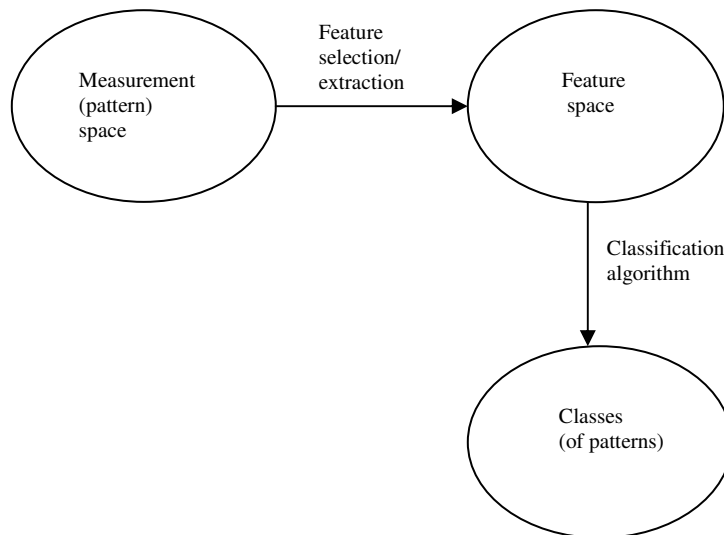 Measurement
(pattern)
space
Feature
selection/
extraction
Feature
space
Classification
algorithm
Classes
(of patterns)